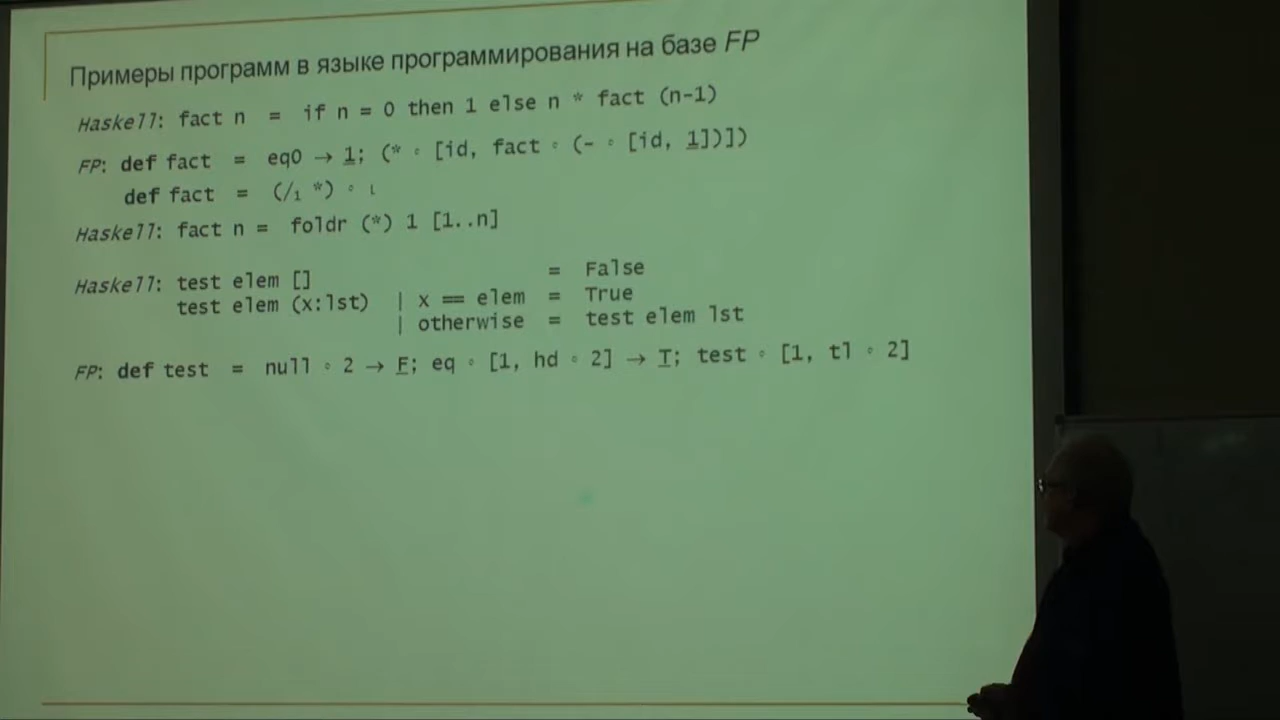 Примеры программ в языке программирования на базе FP
Haskell: fact n = if n = 0 then 1 else n * fact (n-1)
FP: def fact = eq0 → 1; (* ∘ [id, fact ∘ (- ∘ [id, 1])])
def fact = (/₁ *) ∘ ι
Haskell: fact n = foldr (*) 1 [1..n]
Haskell: test elem [] = False
test elem (x:lst) | x == elem = True
| otherwise = test elem lst
FP: def test = null ∘ 2 → F; eq ∘ [1, hd ∘ 2] → T; test ∘ [1, tl ∘ 2]